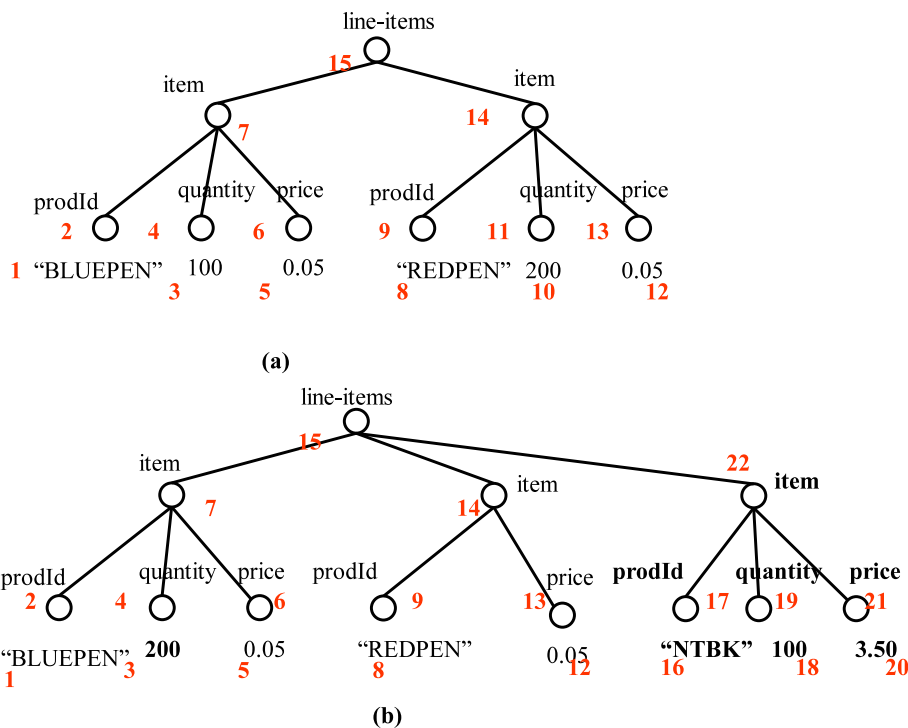 line-items
15
item
item
7
14
prodId
quantity
price
prodId
quantity
price
2
4
6
9
11
13
1 “BLUEPEN” 100 0.05 “REDPEN” 200 0.05
3 5 8 10 12
(a)
line-items
15
22
item
item
item
7
14
prodId
quantity
price
prodId
price
prodId
quantity
price
2
4
6
9
13
17
19
21
“BLUEPEN” 200 0.05 “REDPEN” 0.05 “NTBK” 100 3.50
1 3 5 8 12 16 18 20
(b)